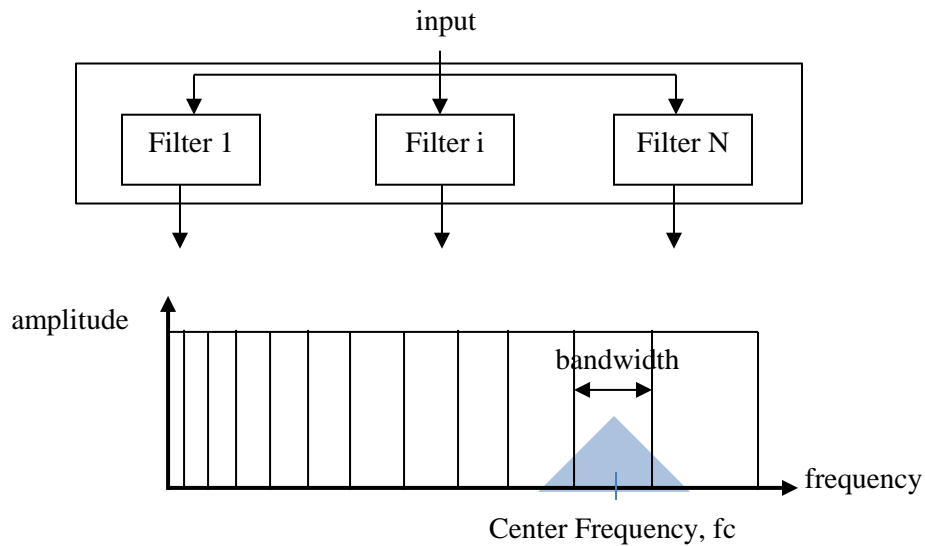 input
Filter 1
Filter i
Filter N
amplitude
bandwidth
frequency
Center Frequency, fc